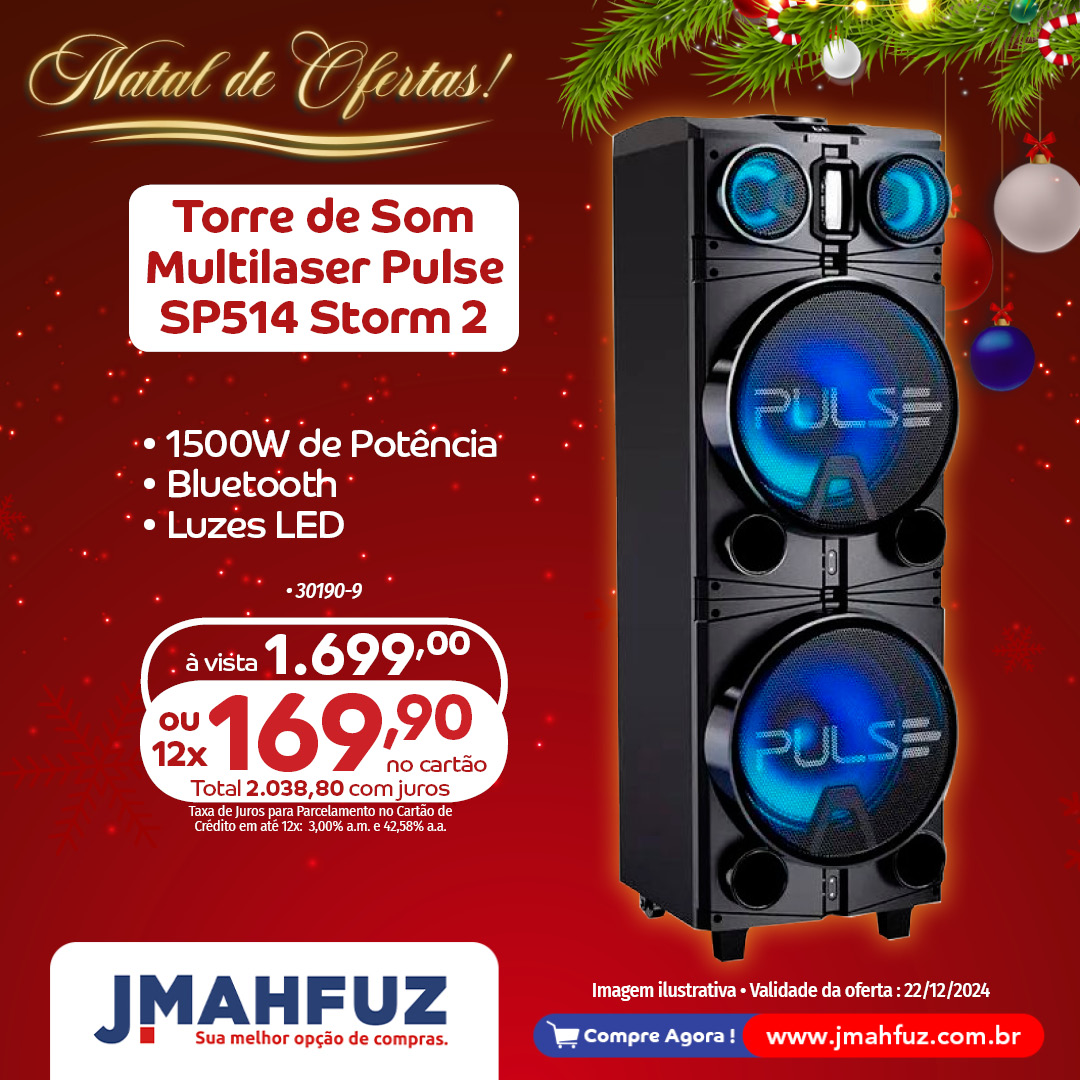 Natal de Ofertas!
Torre de Som
Multilaser Pulse
SP514 Storm 2
• 1500W de Potência
• Bluetooth
• Luzes LED
• 30190-9
à vista 1.699,00
ou 12x 169,90
no cartão
Total 2.038,80 com juros
Taxa de Juros para Parcelamento no Cartão de
Crédito em até 12x: 3,00% a.m. e 42,58% a.a.
PULSE
PULSE
JMAHFUZ
Sua melhor opção de compras.
Imagem ilustrativa • Validade da oferta : 22/12/2024
Compre Agora !
www.jmahfuz.com.br